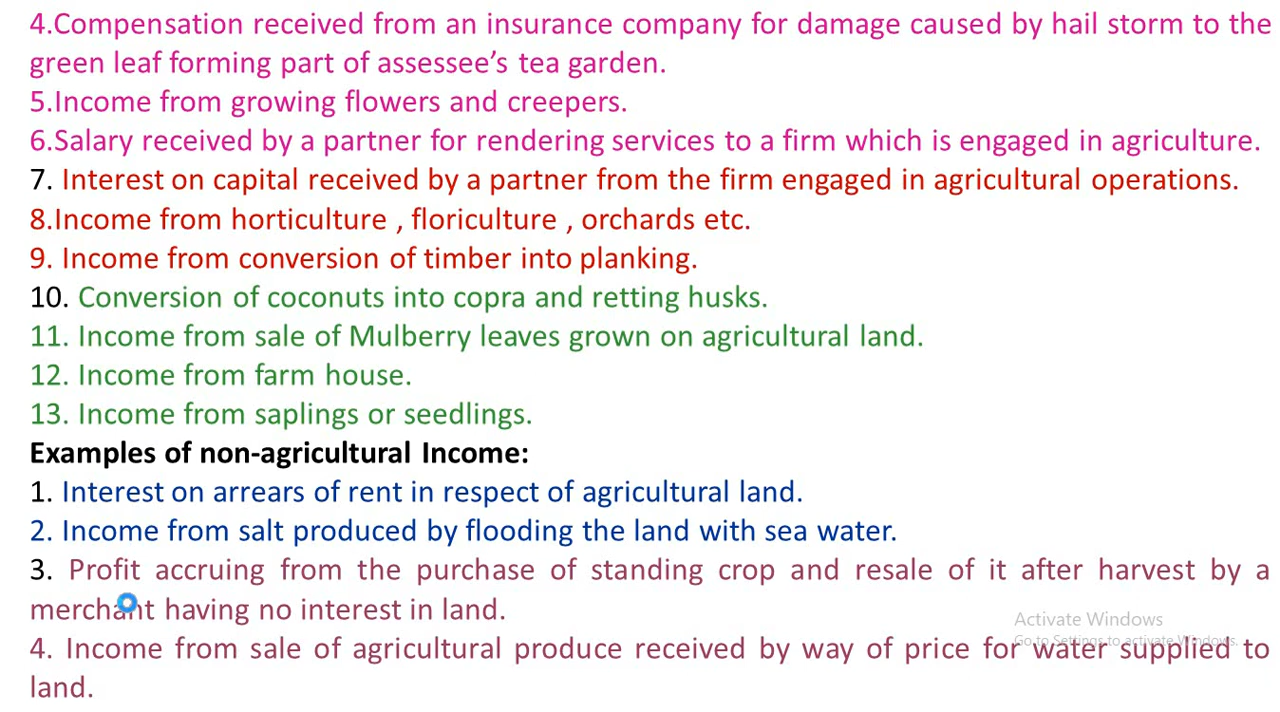 4.Compensation received from an insurance company for damage caused by hail storm to the
green leaf forming part of assessee’s tea garden.
5.Income from growing flowers and creepers.
6.Salary received by a partner for rendering services to a firm which is engaged in agriculture.
7. Interest on capital received by a partner from the firm engaged in agricultural operations.
8.Income from horticulture , floriculture , orchards etc.
9. Income from conversion of timber into planking.
10. Conversion of coconuts into copra and retting husks.
11. Income from sale of Mulberry leaves grown on agricultural land.
12. Income from farm house.
13. Income from saplings or seedlings.
Examples of non-agricultural Income:
1. Interest on arrears of rent in respect of agricultural land.
2. Income from salt produced by flooding the land with sea water.
3. Profit accruing from the purchase of standing crop and resale of it after harvest by a
merchant having no interest in land.
Activate Windows
Go to Settings to activate Windows.
4. Income from sale of agricultural produce received by way of price for water supplied to
land.